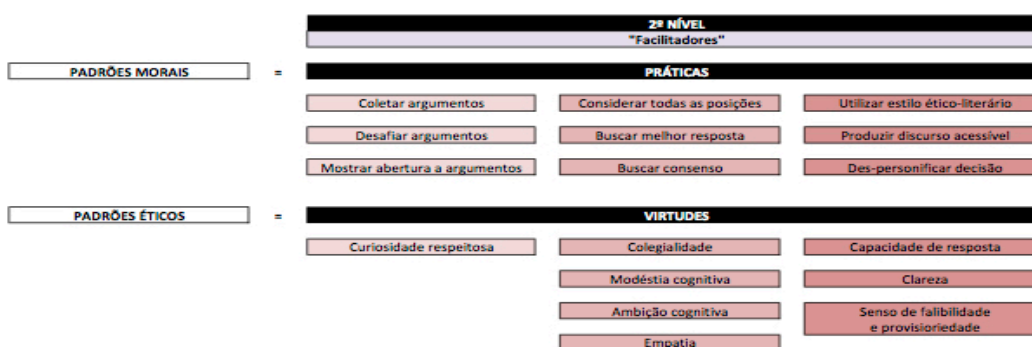 2º NÍVEL
"Facilitadores"
PADRÕES MORAIS = PRÁTICAS
Coletar argumentos Considerar todas as posições Utilizar estilo ético-literário
Desafiar argumentos Buscar melhor resposta Produzir discurso acessível
Mostrar abertura a argumentos Buscar consenso Des-personificar decisão
PADRÕES ÉTICOS = VIRTUDES
Curiosidade respeitosa Colegialidade Capacidade de resposta
Modéstia cognitiva Clareza
Ambição cognitiva Senso de falibilidade
e provisioriedade
Empatia